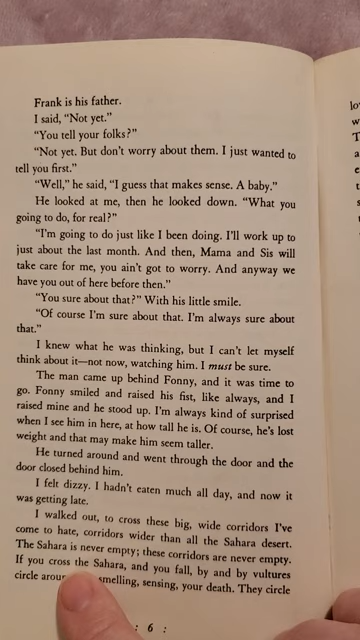 Frank is his father.
I said, "Not yet."
"You tell your folks?"
"Not yet. But don't worry about them. I just wanted to
tell you first."
"Well," he said, "I guess that makes sense. A baby."
He looked at me, then he looked down. "What you
going to do, for real?"
"I'm going to do just like I been doing. I'll work up to
just about the last month. And then, Mama and Sis will
take care for me, you ain't got to worry. And anyway we
have you out of here before then."
"You sure about that?" With his little smile.
"Of course I'm sure about that. I'm always sure about
that."
I knew what he was thinking, but I can't let myself
think about it—not now, watching him. I must be sure.
The man came up behind Fonny, and it was time to
go. Fonny smiled and raised his fist, like always, and I
raised mine and he stood up. I'm always kind of surprised
when I see him in here, at how tall he is. Of course, he's lost
weight and that may make him seem taller.
He turned around and went through the door and the
door closed behind him.
I felt dizzy. I hadn't eaten much all day, and now it
was getting late.
I walked out, to cross these big, wide corridors I've
come to hate, corridors wider than all the Sahara desert.
The Sahara is never empty; these corridors are never empty.
If you cross the Sahara, and you fall, by and by vultures
circle smelling, sensing, your death. They circle
: 6 :